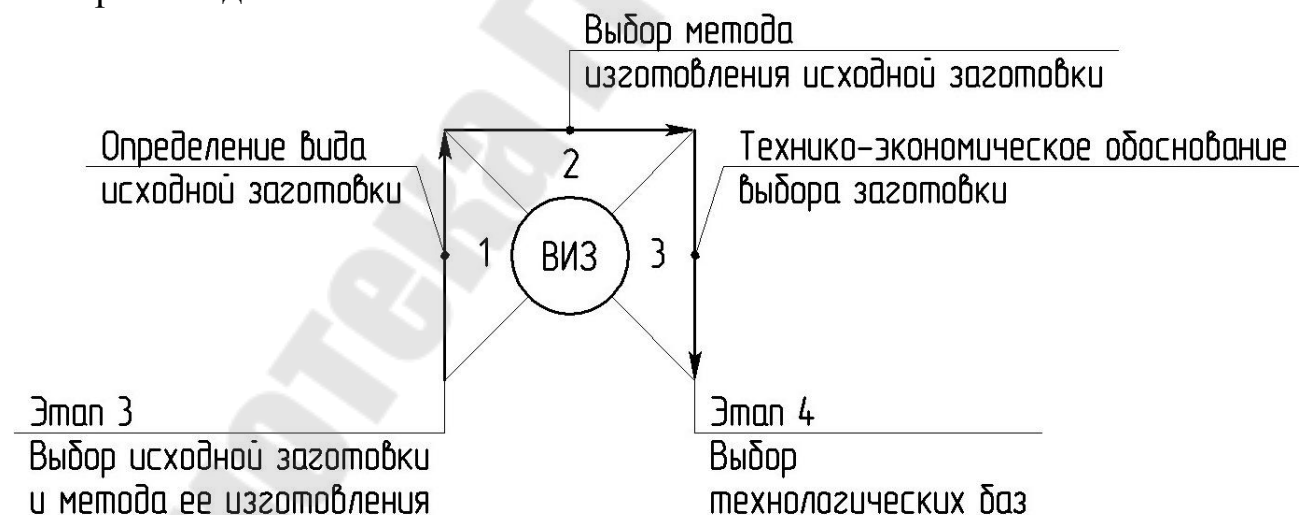 Выбор метода
изготовления исходной заготовки
Определение вида
исходной заготовки
Технико-экономическое обоснование
выбора заготовки
2
1
ВИЗ
3
Этап 3
Выбор исходной заготовки
и метода ее изготовления
Этап 4
Выбор
технологических баз